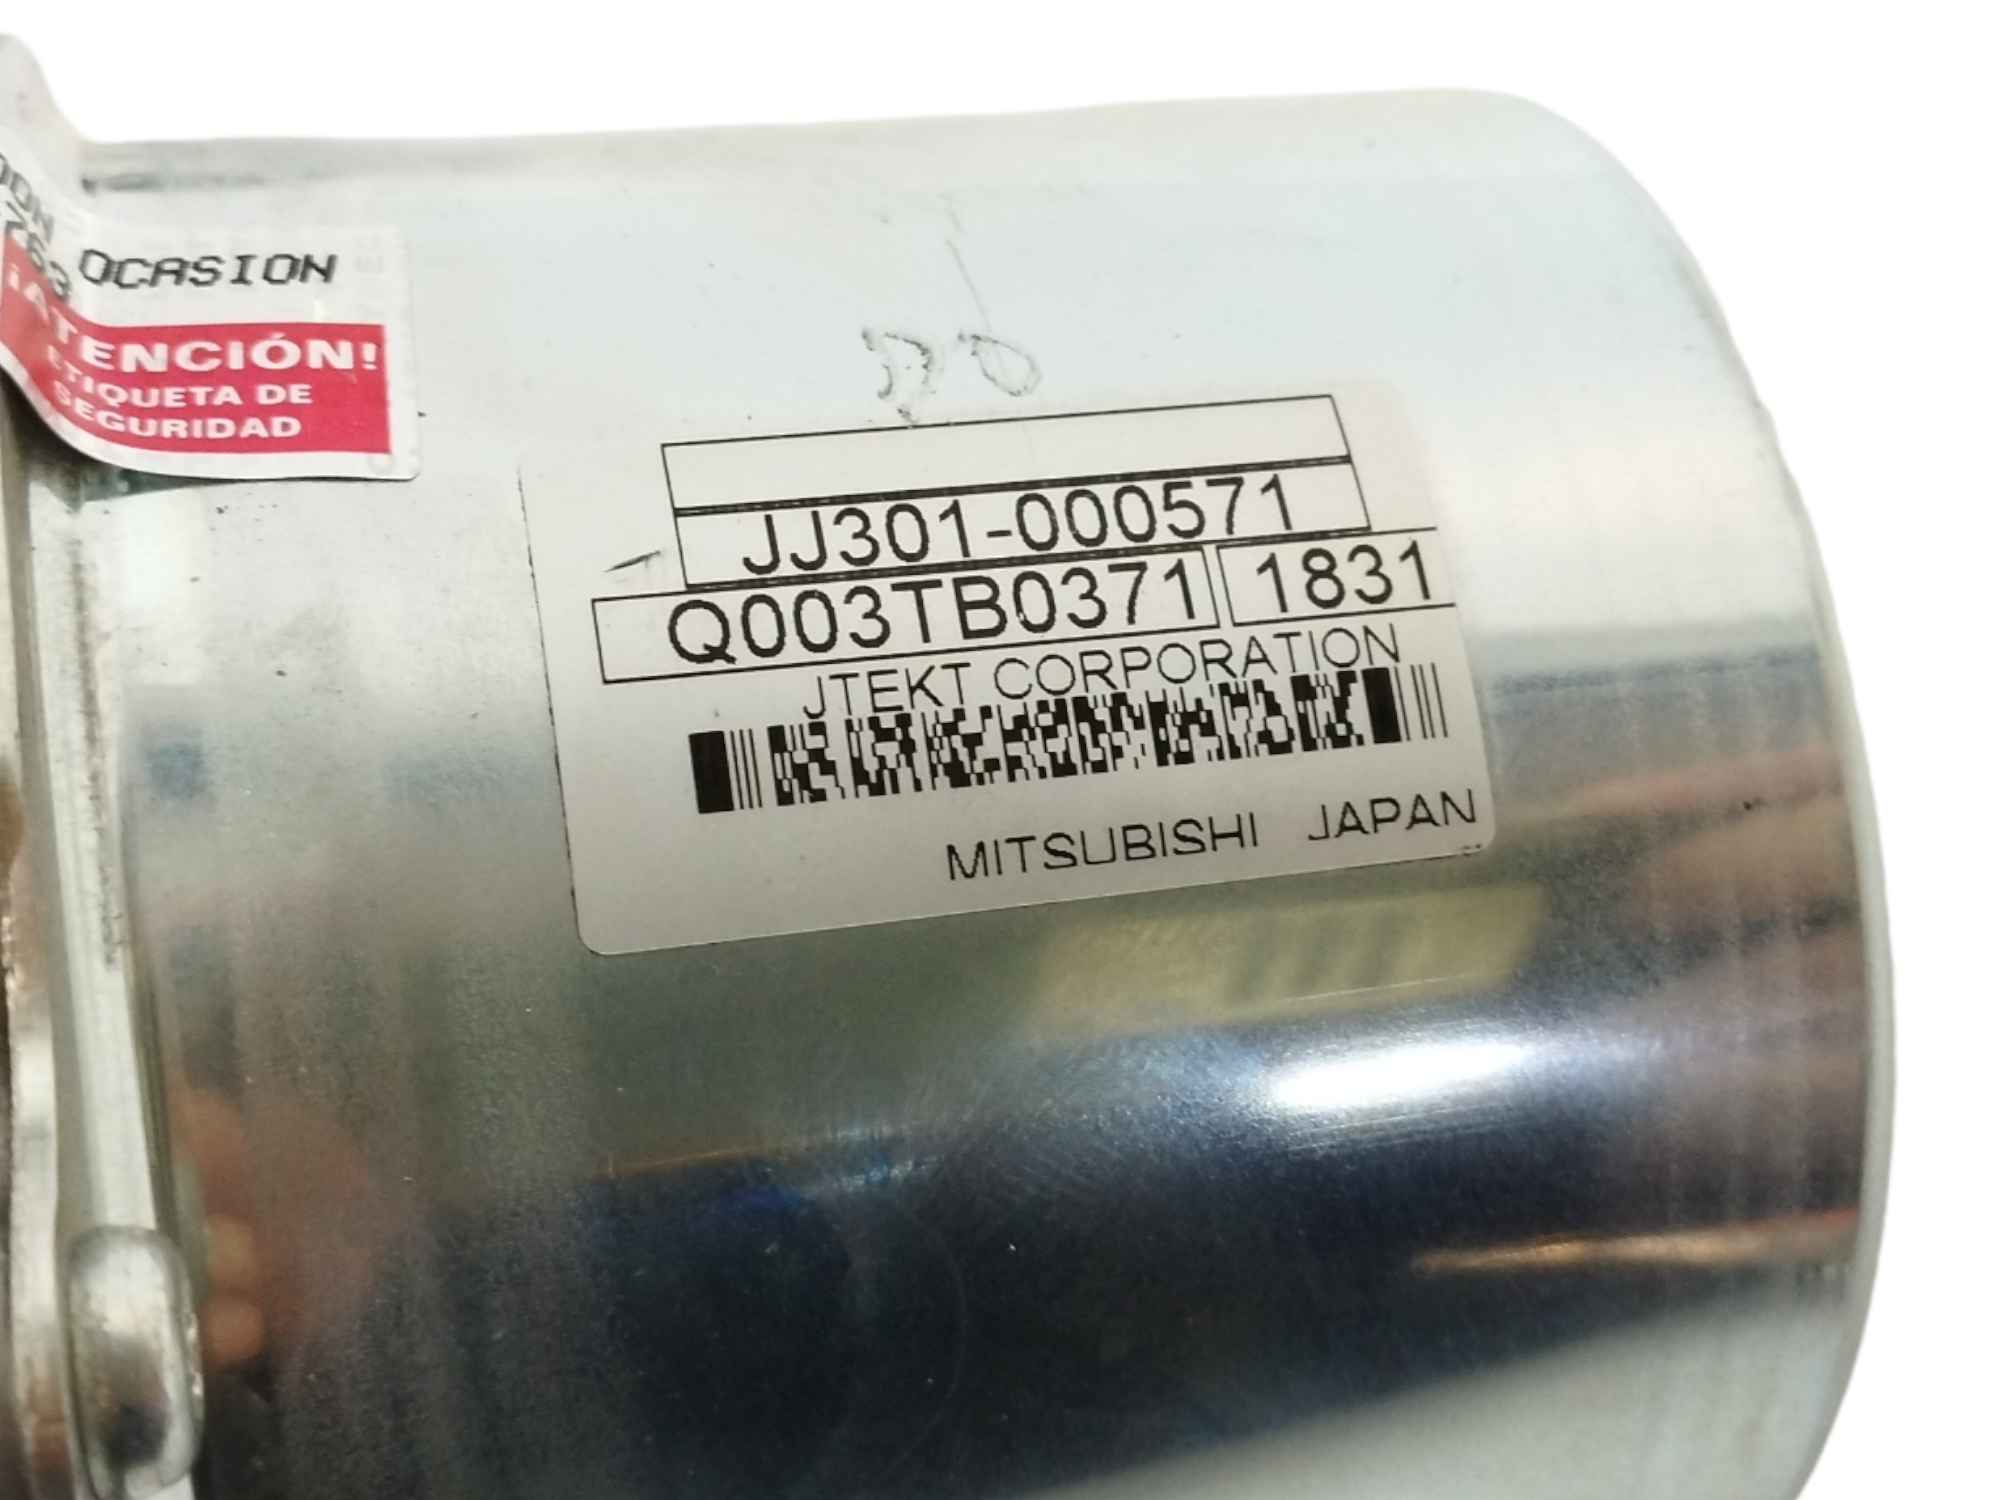 OCASION
¡ATENCIÓN!
ETIQUETA DE
SEGURIDAD
JJ301-000571
Q003TB0371 1831
JTEKT CORPORATION
MITSUBISHI JAPAN